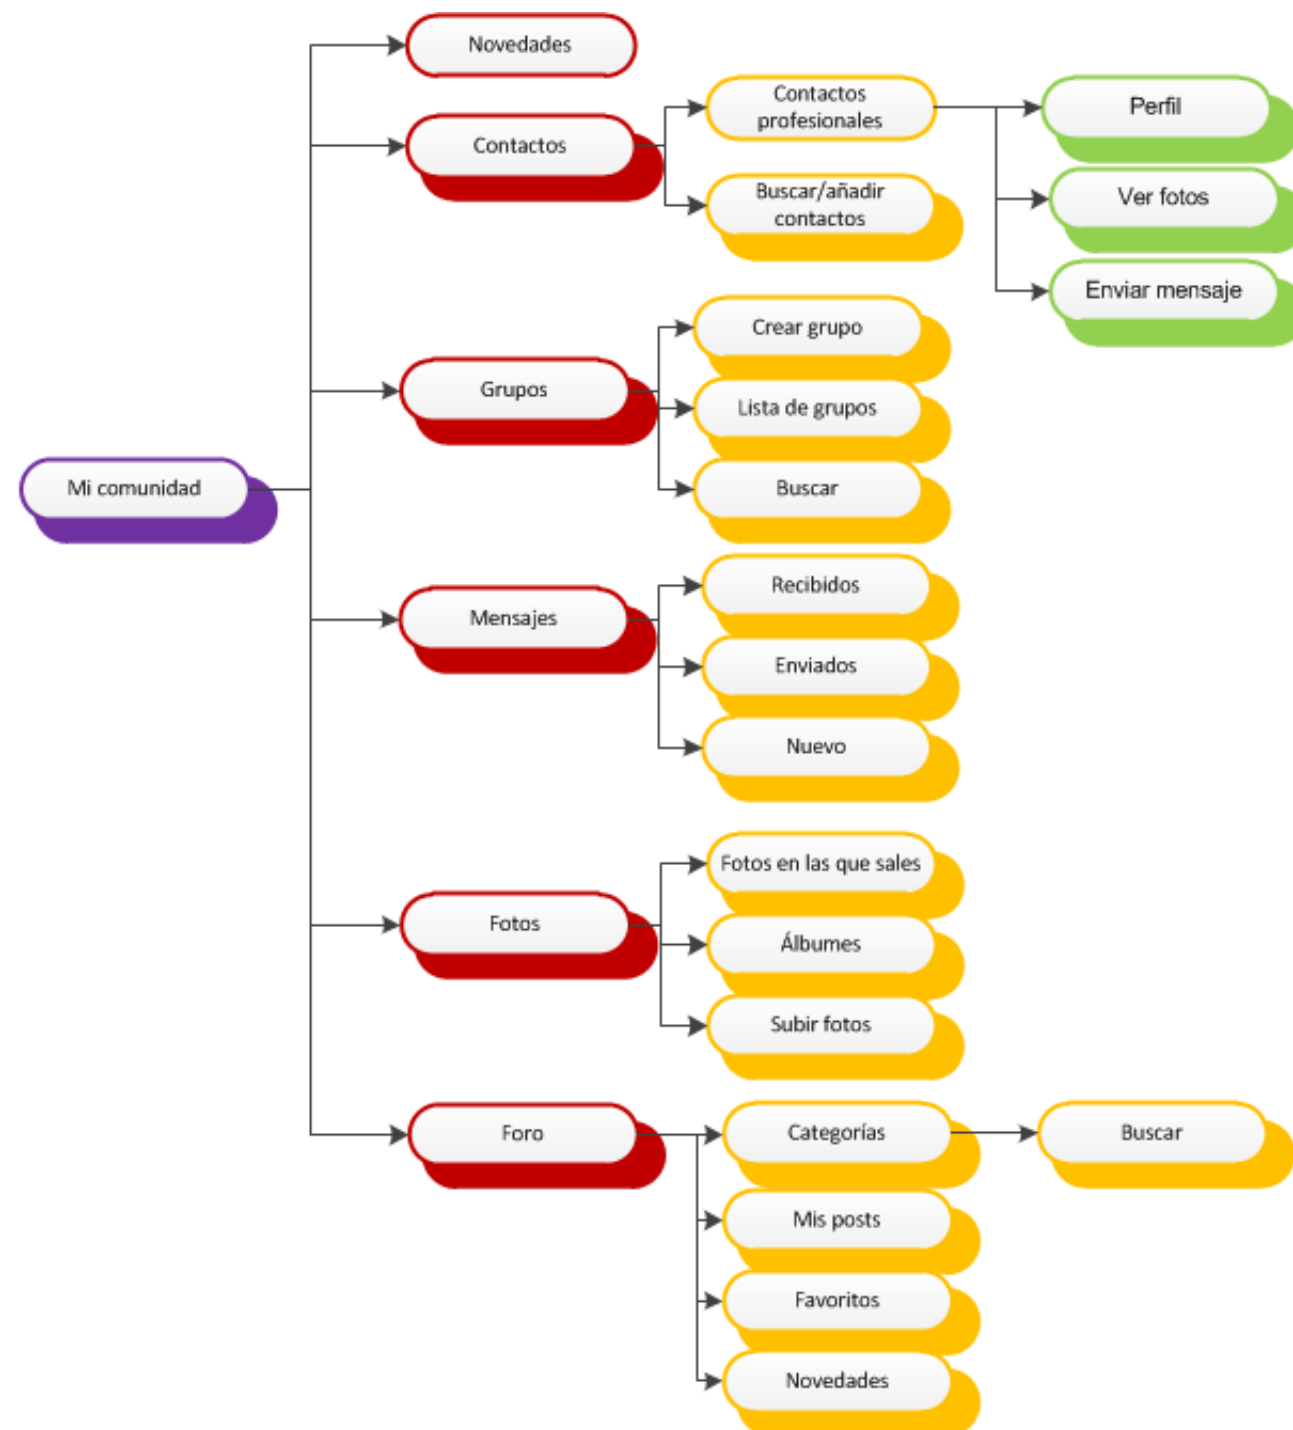 Novedades
Contactos
Contactos
profesionales
Perfil
Ver fotos
Enviar mensaje
Buscar/añadir
contactos
Grupos
Crear grupo
Lista de grupos
Buscar
Mi comunidad
Mensajes
Recibidos
Enviados
Nuevo
Fotos
Fotos en las que sales
Álbumes
Subir fotos
Foro
Categorías
Buscar
Mis posts
Favoritos
Novedades